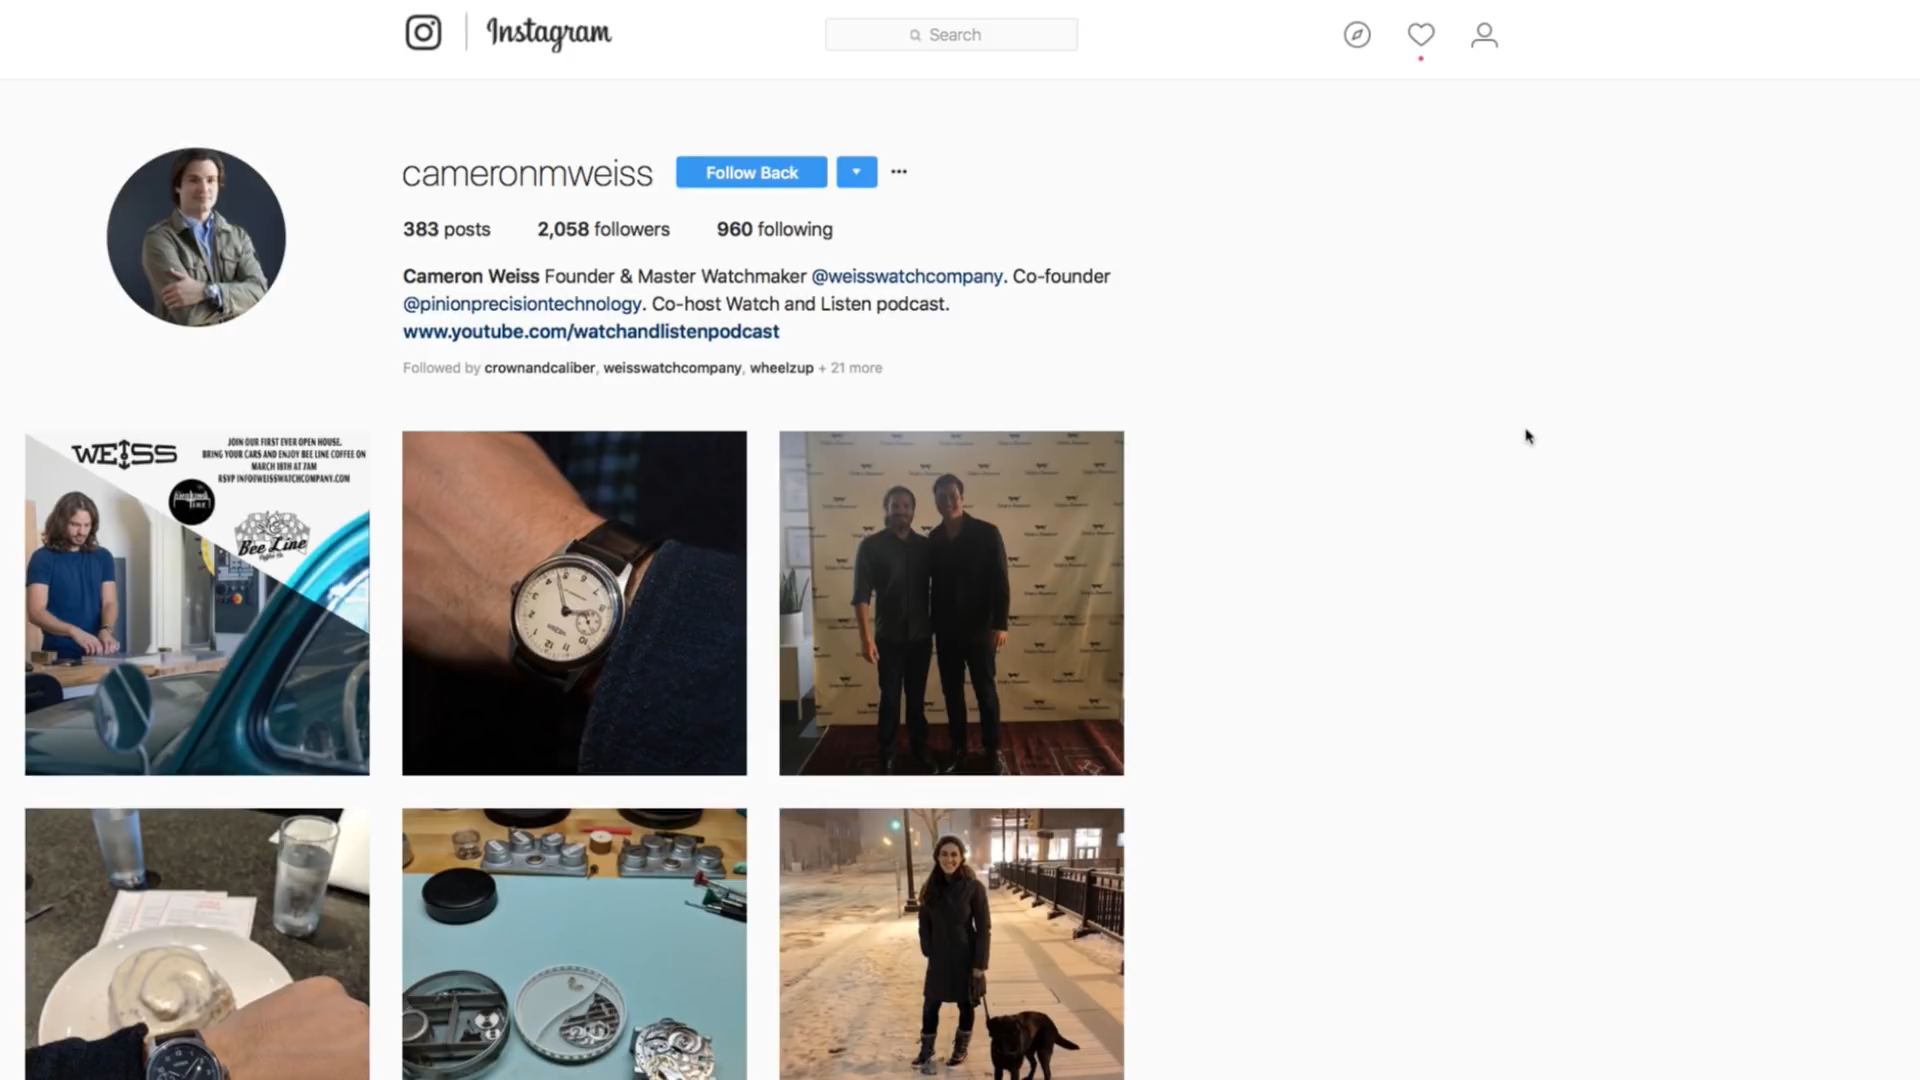 Instagram
Search
cameronmweiss
Follow Back
383 posts
2,058 followers
960 following
Cameron Weiss Founder & Master Watchmaker @weisswatchcompany. Co-founder
@pinionprecisiontechnology. Co-host Watch and Listen podcast.
www.youtube.com/watchandlistenpodcast
Followed by crownandcaliber, weisswatchcompany, wheelzup + 21 more
WEISS
JOIN OUR FIRST EVER OPEN HOUSE.
BRING YOUR CARS AND ENJOY BEE LINE COFFEE ON
MARCH 18TH AT 7AM
RSVP INFO@WEISSWATCHCOMPANY.COM
Bee Line
Coffee Co.